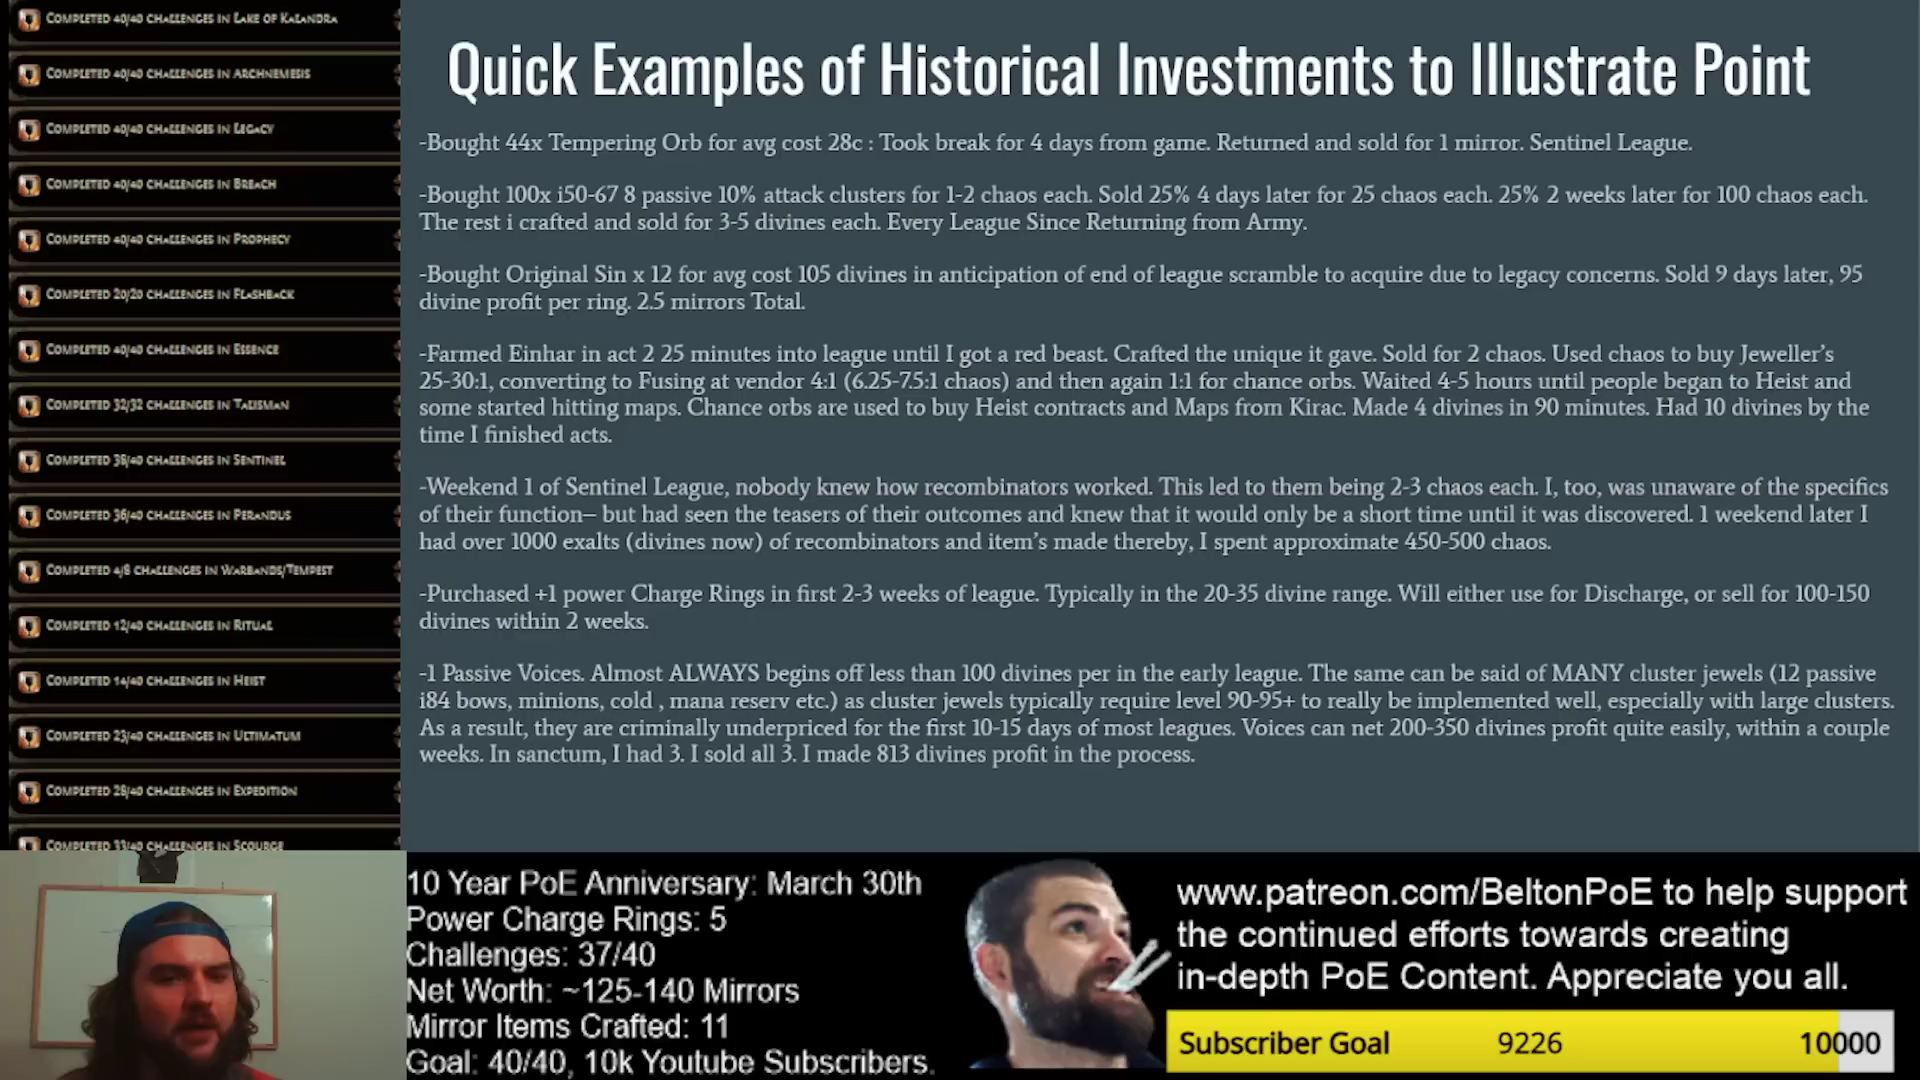 Completed 40/40 challenges in Lake of Kalandra
Completed 40/40 challenges in Archnemesis
Completed 40/40 challenges in Legacy
Completed 40/40 challenges in Breach
Completed 40/40 challenges in Prophecy
Completed 20/20 challenges in Flashback
Completed 40/40 challenges in Essence
Completed 32/32 challenges in Talisman
Completed 38/40 challenges in Sentinel
Completed 36/40 challenges in Perandus
Completed 4/8 challenges in Warbands/Tempest
Completed 12/40 challenges in Ritual
Completed 14/40 challenges in Heist
Completed 23/40 challenges in Ultimatum
Completed 28/40 challenges in Expedition
Completed 33/40 challenges in Scourge
Quick Examples of Historical Investments to Illustrate Point
-Bought 44x Tempering Orb for avg cost 28c : Took break for 4 days from game. Returned and sold for 1 mirror. Sentinel League.
-Bought 100x i50-67 8 passive 10% attack clusters for 1-2 chaos each. Sold 25% 4 days later for 25 chaos each. 25% 2 weeks later for 100 chaos each.
The rest i crafted and sold for 3-5 divines each. Every League Since Returning from Army.
-Bought Original Sin x 12 for avg cost 105 divines in anticipation of end of league scramble to acquire due to legacy concerns. Sold 9 days later, 95
divine profit per ring. 2.5 mirrors Total.
-Farmed Einhar in act 2 25 minutes into league until I got a red beast. Crafted the unique it gave. Sold for 2 chaos. Used chaos to buy Jeweller's
25-30:1, converting to Fusing at vendor 4:1 (6.25-7.5:1 chaos) and then again 1:1 for chance orbs. Waited 4-5 hours until people began to Heist and
some started hitting maps. Chance orbs are used to buy Heist contracts and Maps from Kirac. Made 4 divines in 90 minutes. Had 10 divines by the
time I finished acts.
-Weekend 1 of Sentinel League, nobody knew how recombinators worked. This led to them being 2-3 chaos each. I, too, was unaware of the specifics
of their function– but had seen the teasers of their outcomes and knew that it would only be a short time until it was discovered. 1 weekend later I
had over 1000 exalts (divines now) of recombinators and item's made thereby, I spent approximate 450-500 chaos.
-Purchased +1 power Charge Rings in first 2-3 weeks of league. Typically in the 20-35 divine range. Will either use for Discharge, or sell for 100-150
divines within 2 weeks.
-1 Passive Voices. Almost ALWAYS begins off less than 100 divines per in the early league. The same can be said of MANY cluster jewels (12 passive
i84 bows, minions, cold , mana reserv etc.) as cluster jewels typically require level 90-95+ to really be implemented well, especially with large clusters.
As a result, they are criminally underpriced for the first 10-15 days of most leagues. Voices can net 200-350 divines profit quite easily, within a couple
weeks. In sanctum, I had 3. I sold all 3. I made 813 divines profit in the process.
10 Year PoE Anniversary: March 30th
Power Charge Rings: 5
Challenges: 37/40
Net Worth: ~125-140 Mirrors
Mirror Items Crafted: 11
Goal: 40/40, 10k Youtube Subscribers.
www.patreon.com/BeltonPoE to help support
the continued efforts towards creating
in-depth PoE Content. Appreciate you all.
Subscriber Goal 9226 10000